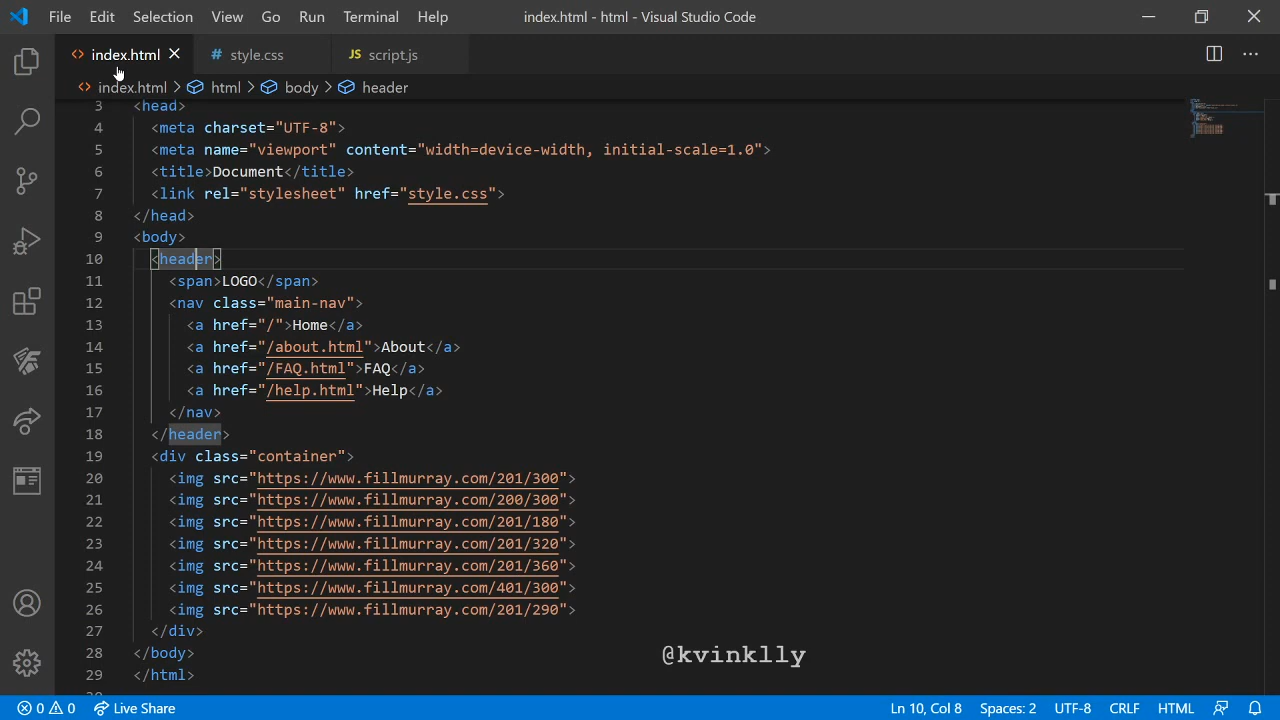 File Edit Selection View Go Run Terminal Help index.html - html - Visual Studio Code
<> index.html # style.css JS script.js
<> index.html > html > body > header
3 <head>
4 <meta charset="UTF-8">
5 <meta name="viewport" content="width=device-width, initial-scale=1.0">
6 <title>Document</title>
7 <link rel="stylesheet" href="style.css">
8 </head>
9 <body>
10 <header>
11 <span>LOGO</span>
12 <nav class="main-nav">
13 <a href="/">Home</a>
14 <a href="/about.html">About</a>
15 <a href="/FAQ.html">FAQ</a>
16 <a href="/help.html">Help</a>
17 </nav>
18 </header>
19 <div class="container">
20 <img src="https://www.fillmurray.com/201/300">
21 <img src="https://www.fillmurray.com/200/300">
22 <img src="https://www.fillmurray.com/201/180">
23 <img src="https://www.fillmurray.com/201/320">
24 <img src="https://www.fillmurray.com/201/360">
25 <img src="https://www.fillmurray.com/401/300">
26 <img src="https://www.fillmurray.com/201/290">
27 </div>
28 </body>
@kvinklly
29 </html>
0 0 Live Share Ln 10, Col 8 Spaces: 2 UTF-8 CRLF HTML